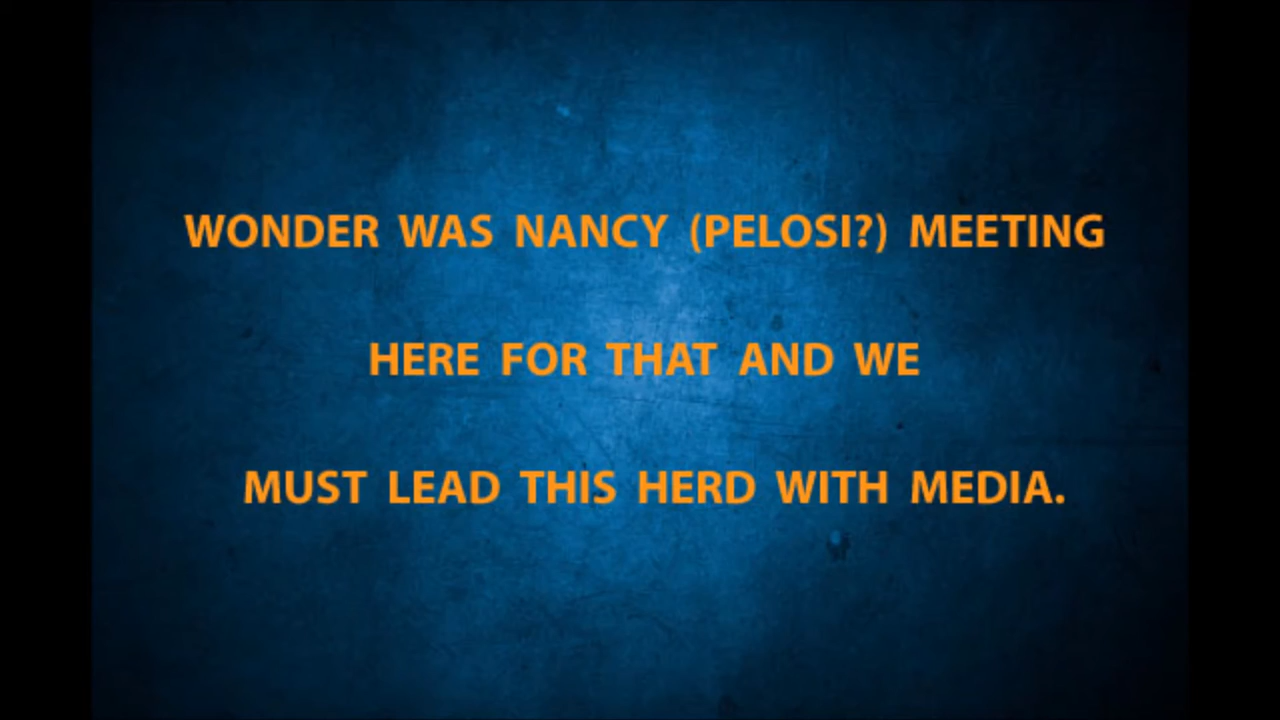 WONDER WAS NANCY (PELOSI?) MEETING
HERE FOR THAT AND WE
MUST LEAD THIS HERD WITH MEDIA.